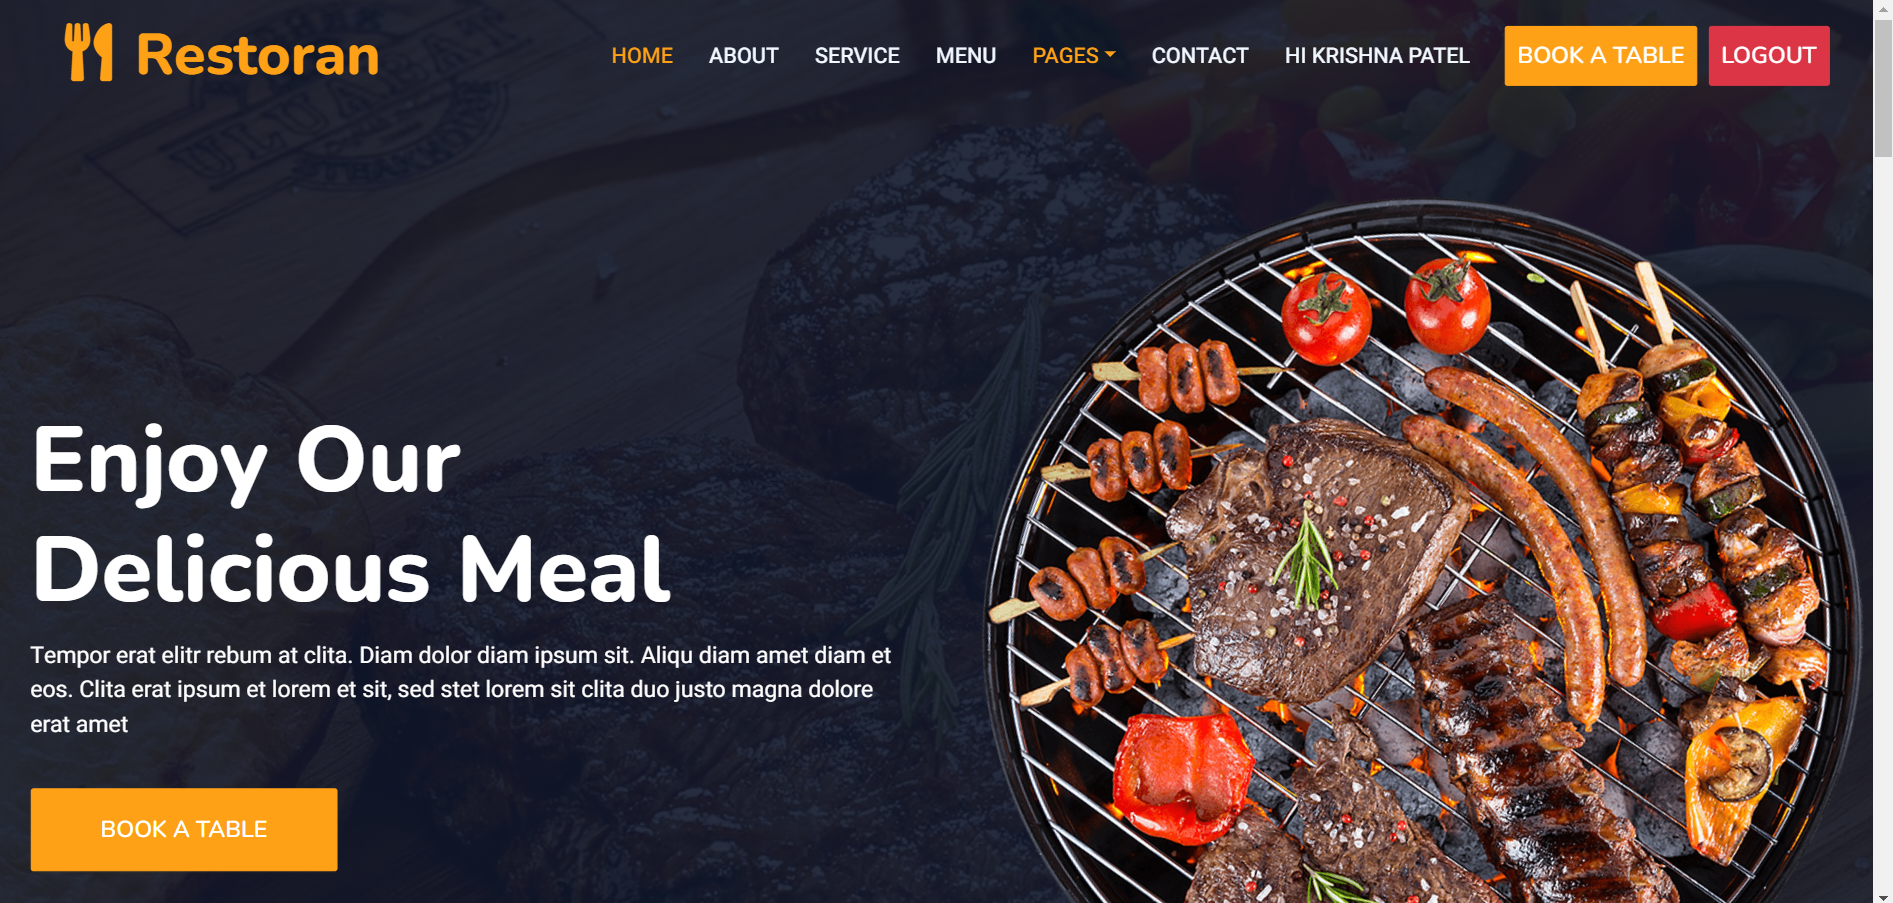 Restoran
HOME ABOUT SERVICE MENU PAGES CONTACT HI KRISHNA PATEL BOOK A TABLE LOGOUT
Enjoy Our
Delicious Meal
Tempor erat elitr rebum at clita. Diam dolor diam ipsum sit. Aliqu diam amet diam et
eos. Clita erat ipsum et lorem et sit, sed stet lorem sit clita duo justo magna dolore
erat amet
BOOK A TABLE